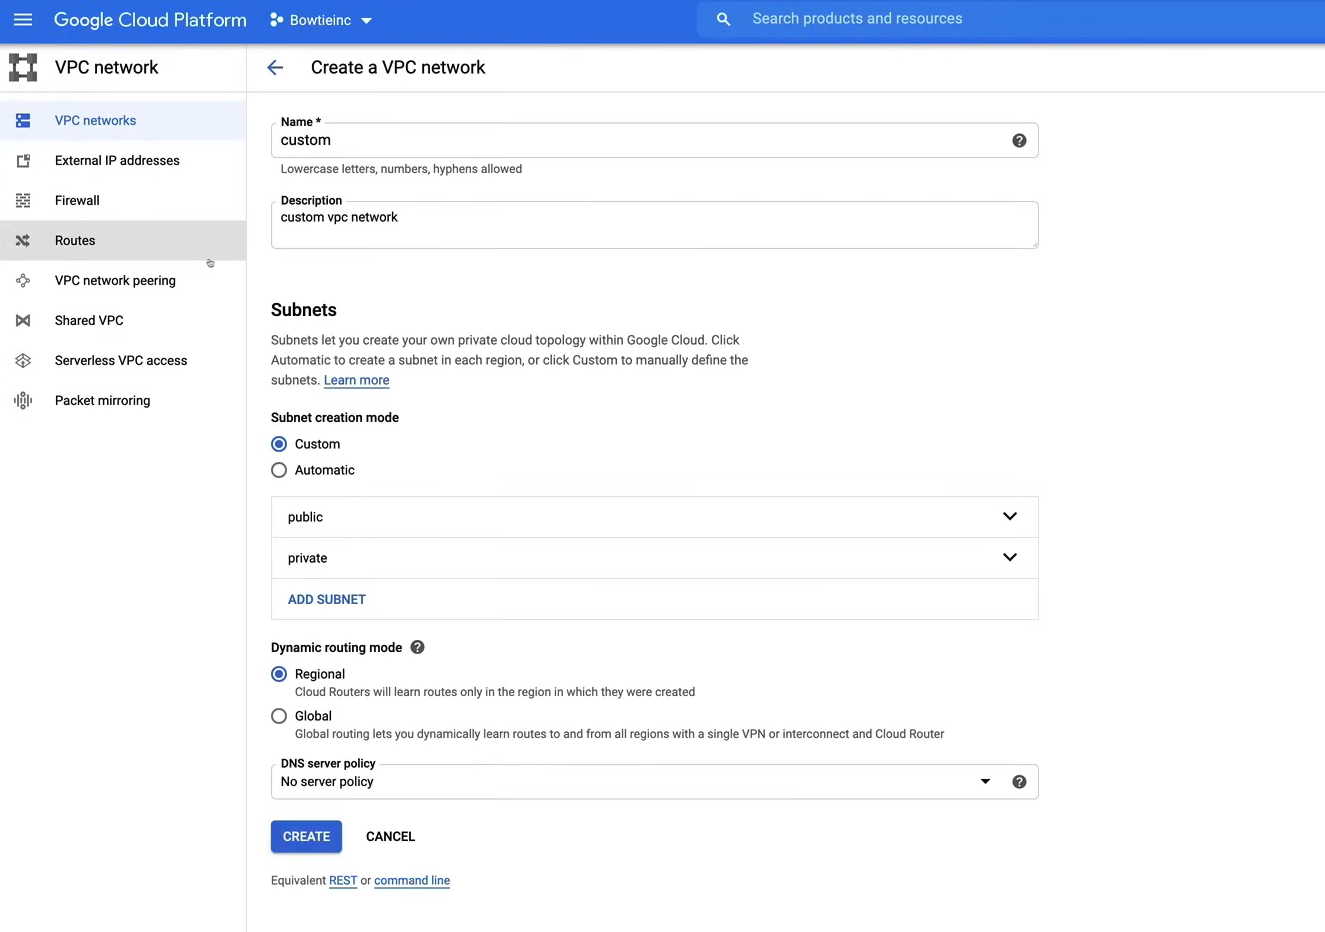 Google Cloud Platform
Bowtieinc
Search products and resources
VPC network
Create a VPC network
VPC networks
External IP addresses
Firewall
Routes
VPC network peering
Shared VPC
Serverless VPC access
Packet mirroring
Name *
custom
Lowercase letters, numbers, hyphens allowed
Description
custom vpc network
Subnets
Subnets let you create your own private cloud topology within Google Cloud. Click
Automatic to create a subnet in each region, or click Custom to manually define the
subnets. Learn more
Subnet creation mode
Custom
Automatic
public
private
ADD SUBNET
Dynamic routing mode
Regional
Cloud Routers will learn routes only in the region in which they were created
Global
Global routing lets you dynamically learn routes to and from all regions with a single VPN or interconnect and Cloud Router
DNS server policy
No server policy
CREATE CANCEL
Equivalent REST or command line